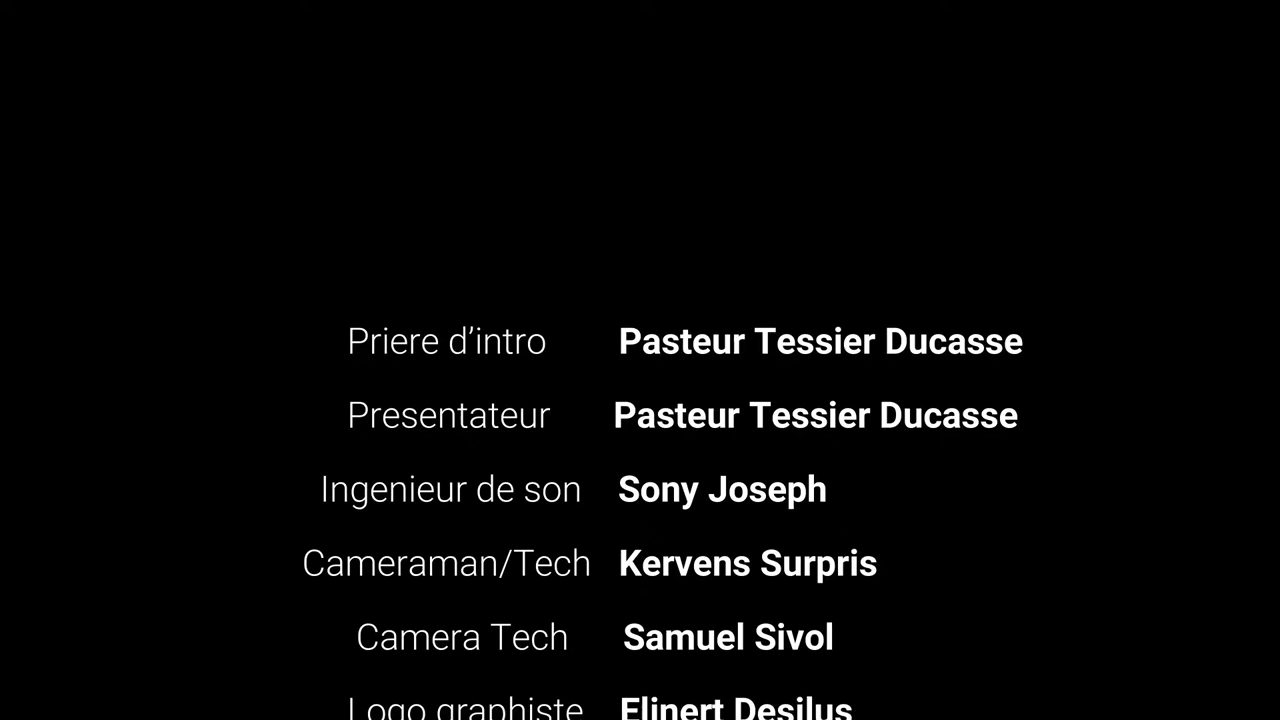 Priere d’intro Pasteur Tessier Ducasse
Presentateur Pasteur Tessier Ducasse
Ingenieur de son Sony Joseph
Cameraman/Tech Kervens Surpris
Camera Tech Samuel Sivol
Logo graphiste Elinert Desilus